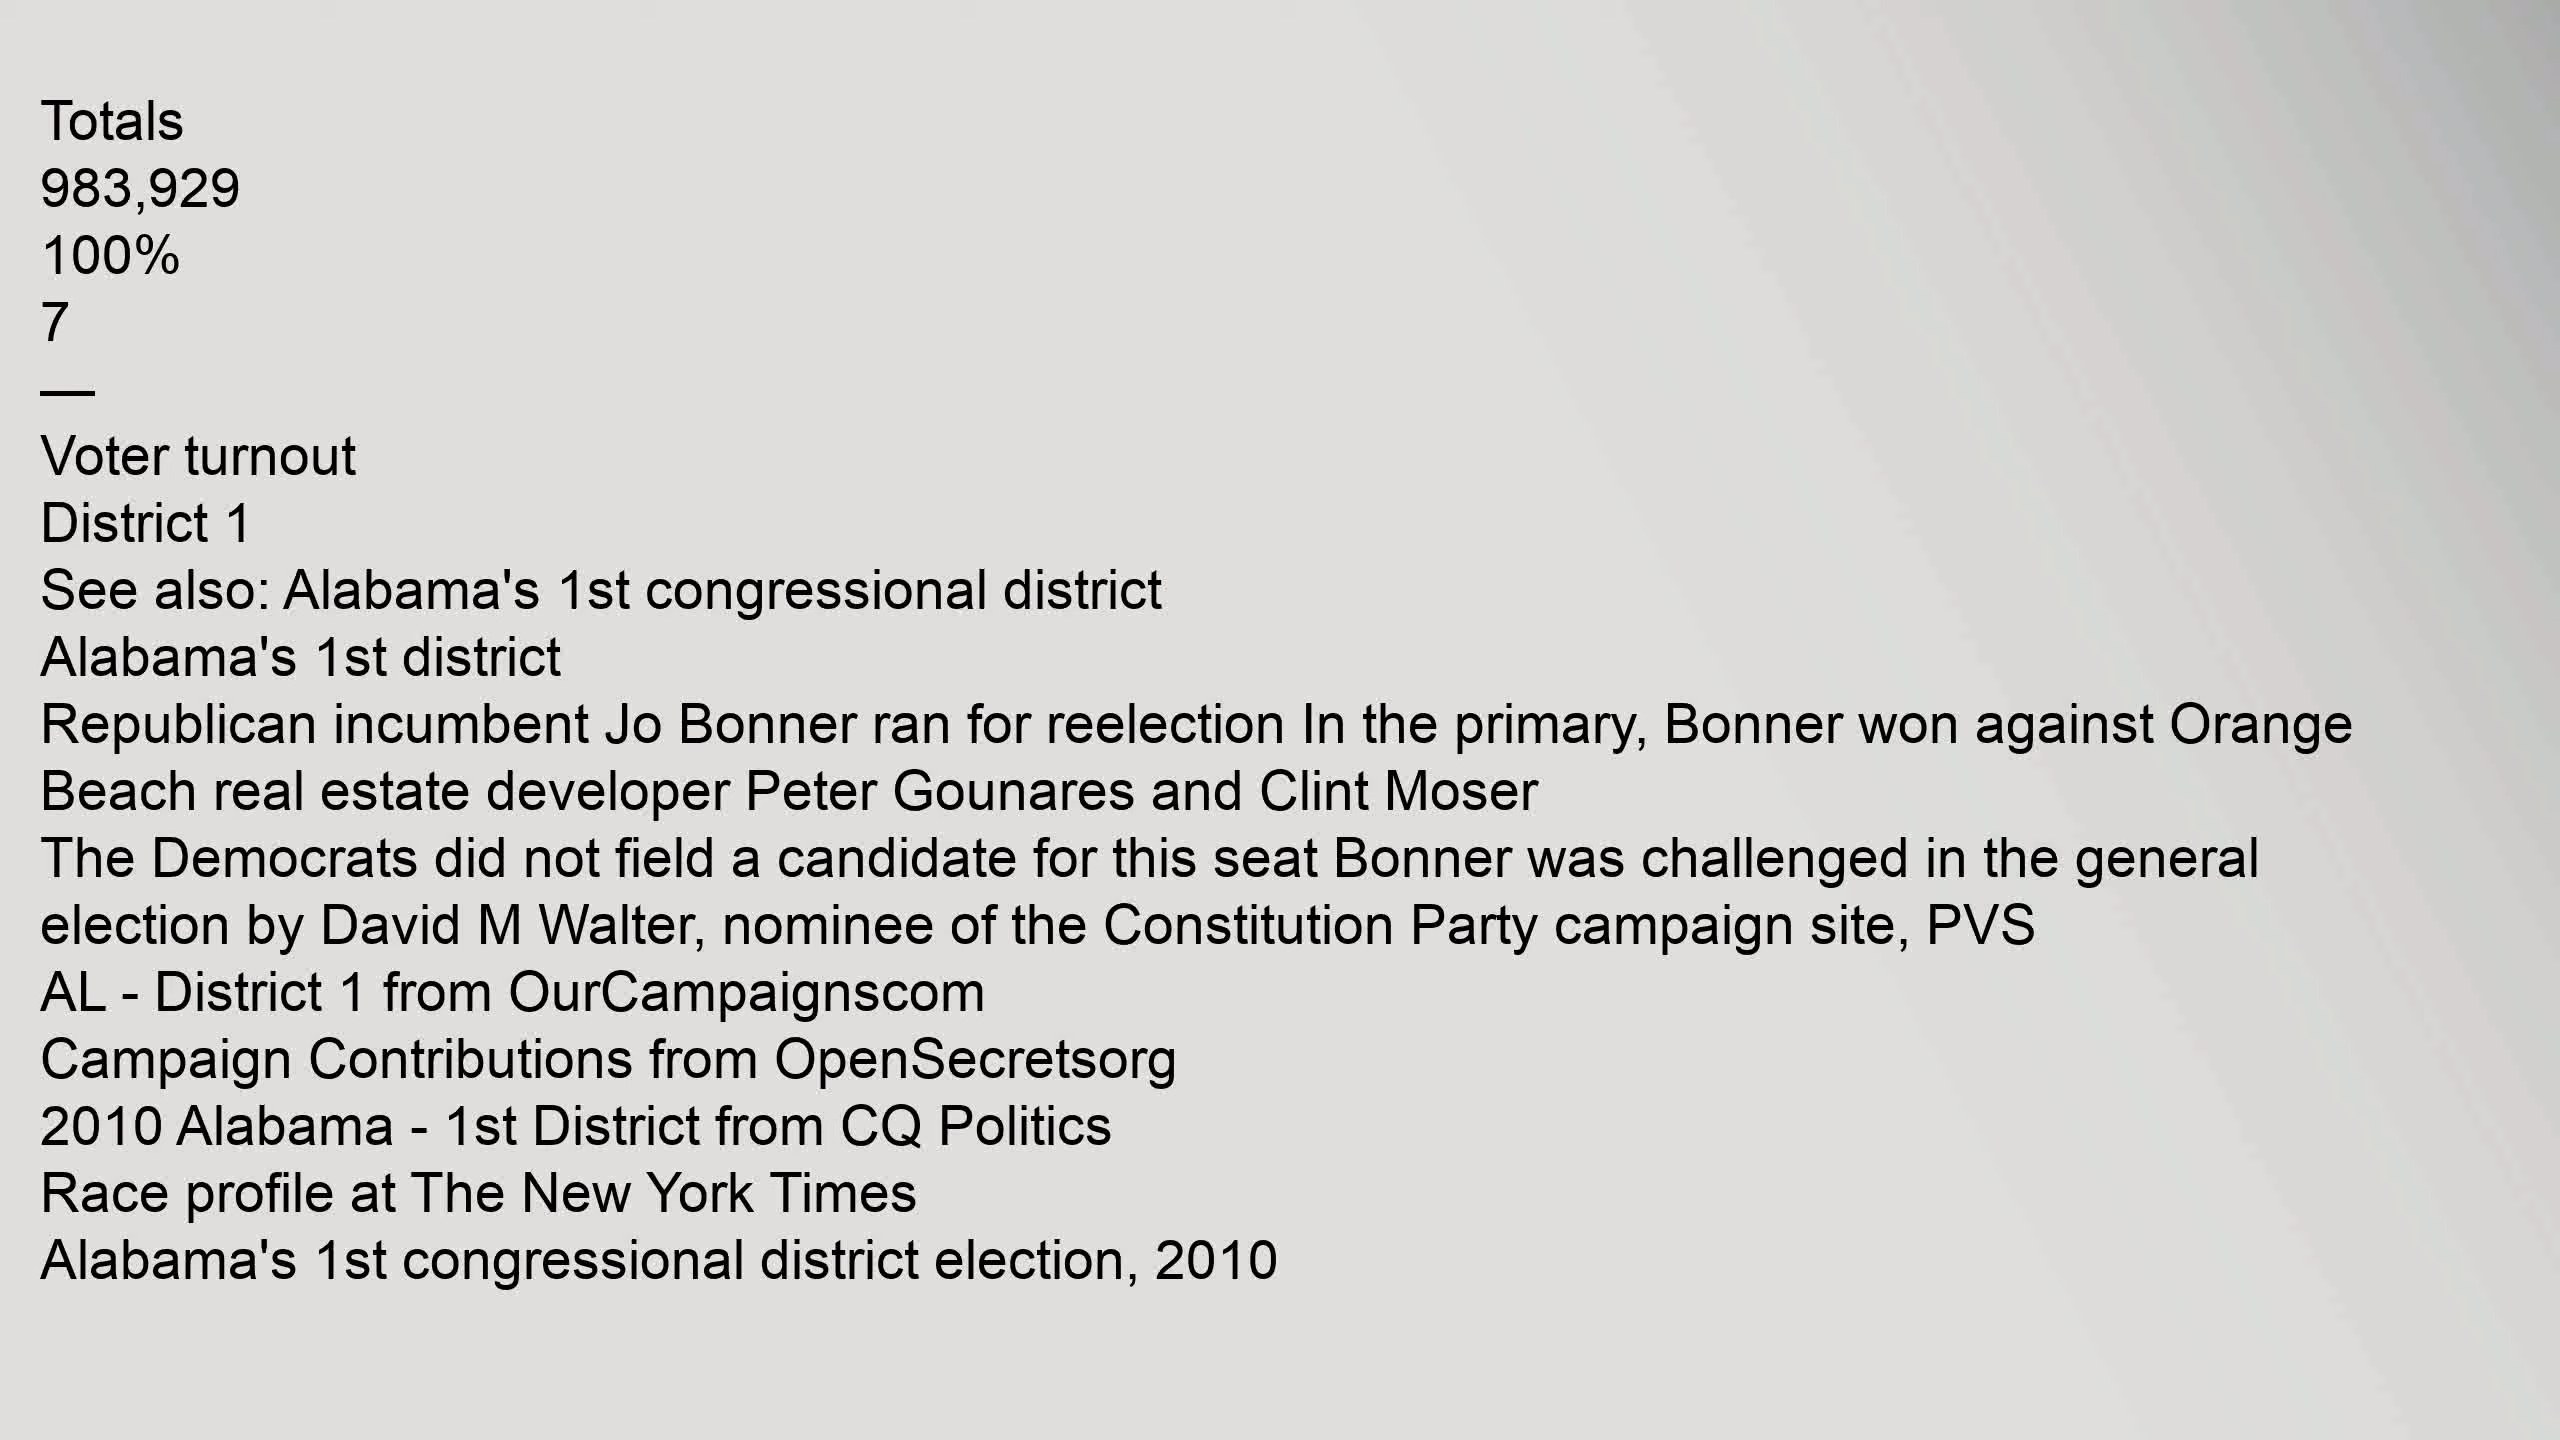 Totals
983,929
100%
7
—
Voter turnout
District 1
See also: Alabama's 1st congressional district
Alabama's 1st district
Republican incumbent Jo Bonner ran for reelection In the primary, Bonner won against Orange
Beach real estate developer Peter Gounares and Clint Moser
The Democrats did not field a candidate for this seat Bonner was challenged in the general
election by David M Walter, nominee of the Constitution Party campaign site, PVS
AL - District 1 from OurCampaignscom
Campaign Contributions from OpenSecretsorg
2010 Alabama - 1st District from CQ Politics
Race profile at The New York Times
Alabama's 1st congressional district election, 2010